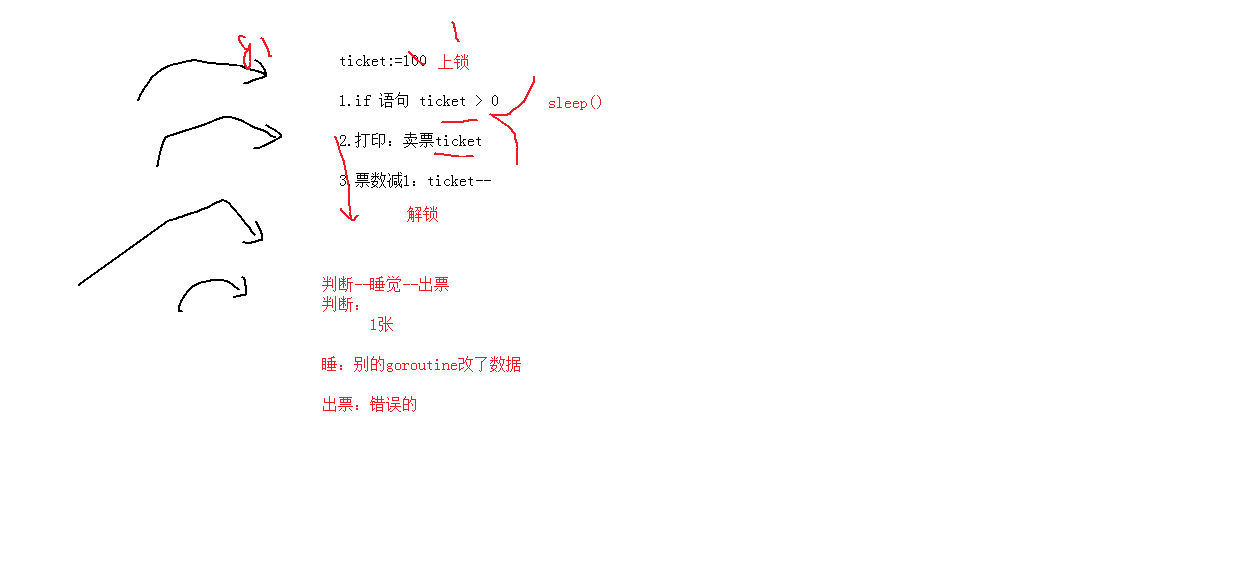 g1
1
ticket:=100 上锁
1.if 语句 ticket > 0
sleep()
2.打印：卖票ticket
3.票数减1：ticket--
解锁
判断--睡觉--出票
判断：
1张
睡：别的goroutine改了数据
出票：错误的